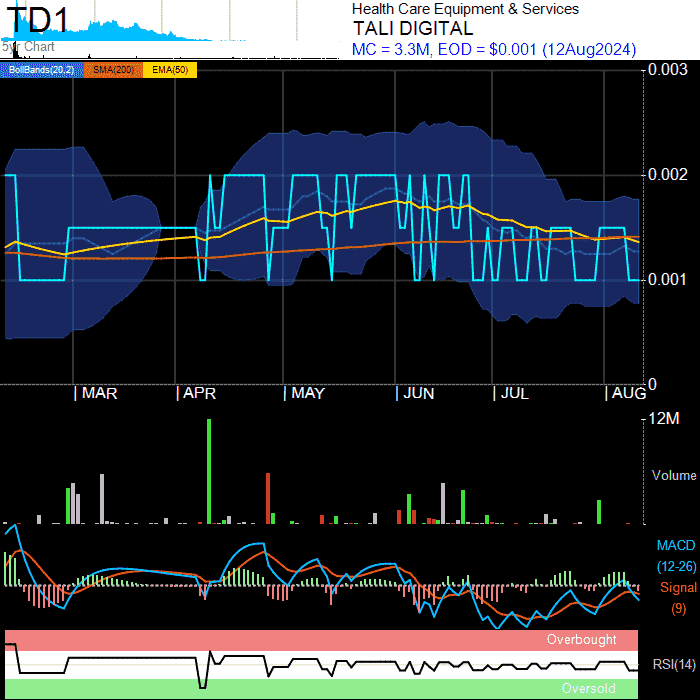 TD1
Health Care Equipment & Services
TALI DIGITAL
5yr Chart
MC = 3.3M, EOD = $0.001 (12Aug2024)
BollBands(20,2) SMA(200) EMA(50)
0.003
0.002
0.001
0
MAR APR MAY JUN JUL AUG
12M
Volume
MACD
(12-26)
Signal
(9)
Overbought
RSI(14)
Oversold